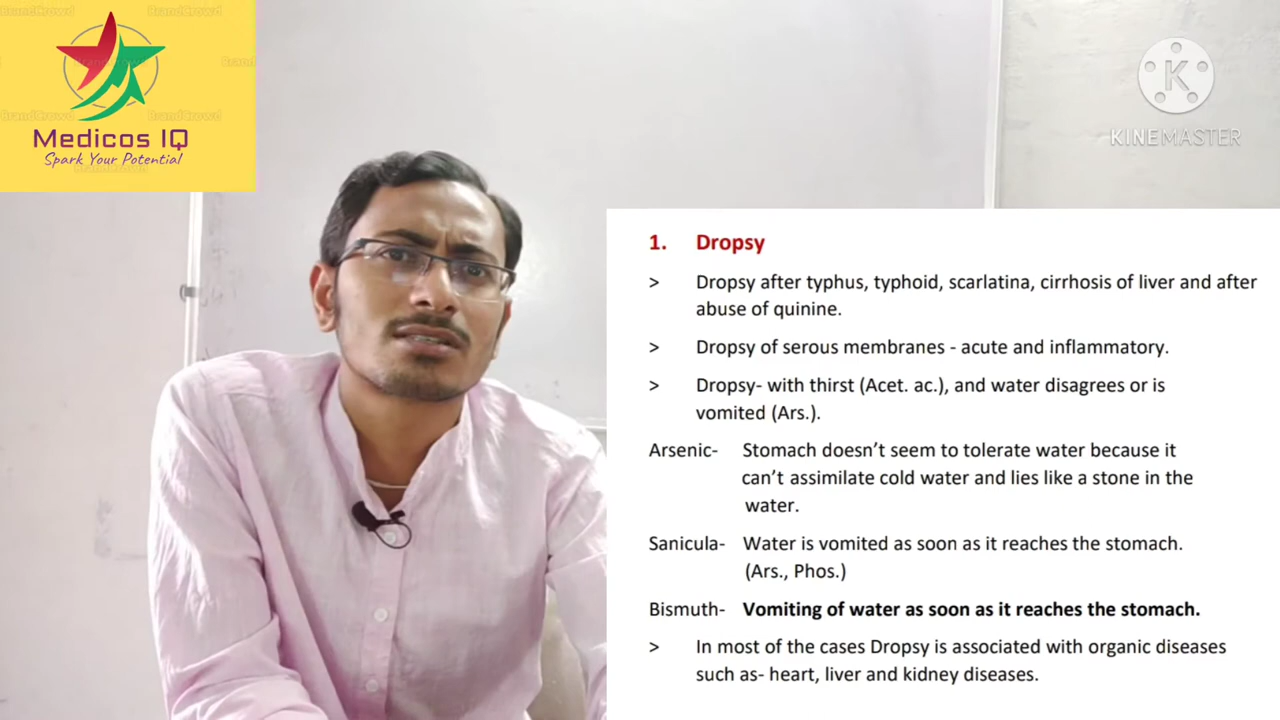 Medicos IQ
Spark Your Potential
K
KINEMASTER
1. Dropsy
> Dropsy after typhus, typhoid, scarlatina, cirrhosis of liver and after
abuse of quinine.
> Dropsy of serous membranes - acute and inflammatory.
> Dropsy- with thirst (Acet. ac.), and water disagrees or is
vomited (Ars.).
Arsenic- Stomach doesn’t seem to tolerate water because it
can’t assimilate cold water and lies like a stone in the
water.
Sanicula- Water is vomited as soon as it reaches the stomach.
(Ars., Phos.)
Bismuth- Vomiting of water as soon as it reaches the stomach.
> In most of the cases Dropsy is associated with organic diseases
such as- heart, liver and kidney diseases.